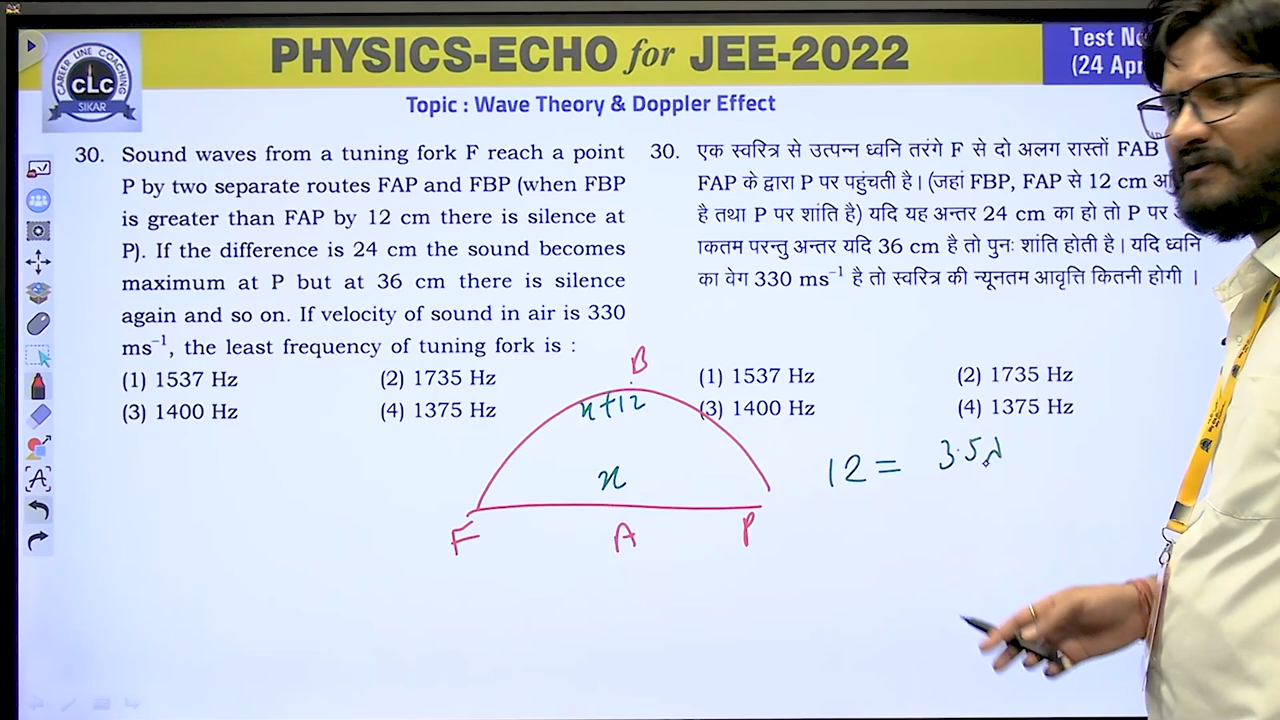 PHYSICS-ECHO for JEE-2022
Test No
(24 Apr
CAREER LINE COACHING
CLC
SIKAR
Topic : Wave Theory & Doppler Effect
30. Sound waves from a tuning fork F reach a point
P by two separate routes FAP and FBP (when FBP
is greater than FAP by 12 cm there is silence at
P). If the difference is 24 cm the sound becomes
maximum at P but at 36 cm there is silence
again and so on. If velocity of sound in air is 330
ms⁻¹, the least frequency of tuning fork is :
(1) 1537 Hz (2) 1735 Hz
(3) 1400 Hz (4) 1375 Hz
30. एक स्वरित्र से उत्पन्न ध्वनि तरंगे F से दो अलग रास्तों FAB
FAP के द्वारा P पर पहुंचती है। (जहां FBP, FAP से 12 cm अ
है तथा P पर शांति है) यदि यह अन्तर 24 cm का हो तो P पर
ाकतम परन्तु अन्तर यदि 36 cm है तो पुनः शांति होती है। यदि ध्वनि
का वेग 330 ms⁻¹ है तो स्वरित्र की न्यूनतम आवृत्ति कितनी होगी ।
(1) 1537 Hz (2) 1735 Hz
(3) 1400 Hz (4) 1375 Hz
B
x+12
x
F A P
12 = 3.5λ